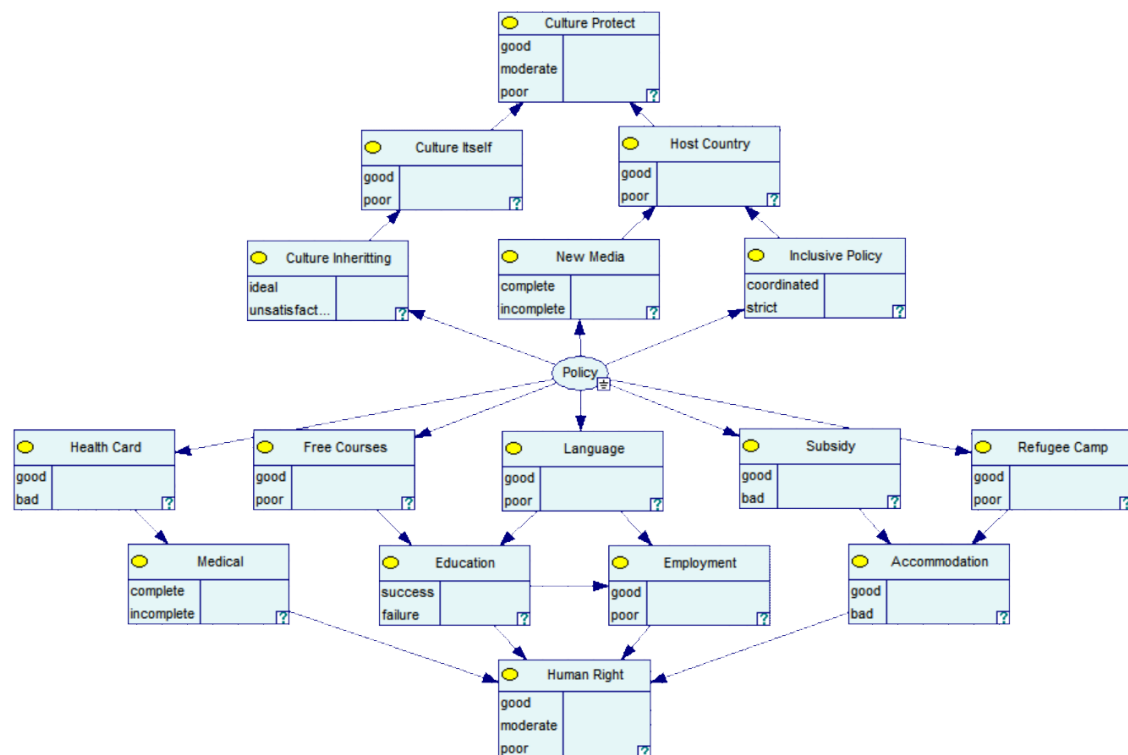 Culture Protect
good
moderate
poor
?
Culture Itself
good
poor
?
Host Country
good
poor
?
Culture Inheritting
ideal
unsatisfact...
?
New Media
complete
incomplete
?
Inclusive Policy
coordinated
strict
?
Policy
Health Card
good
bad
?
Free Courses
good
poor
?
Language
good
poor
?
Subsidy
good
bad
?
Refugee Camp
good
poor
?
Medical
complete
incomplete
?
Education
success
failure
?
Employment
good
poor
?
Accommodation
good
bad
?
Human Right
good
moderate
poor
?